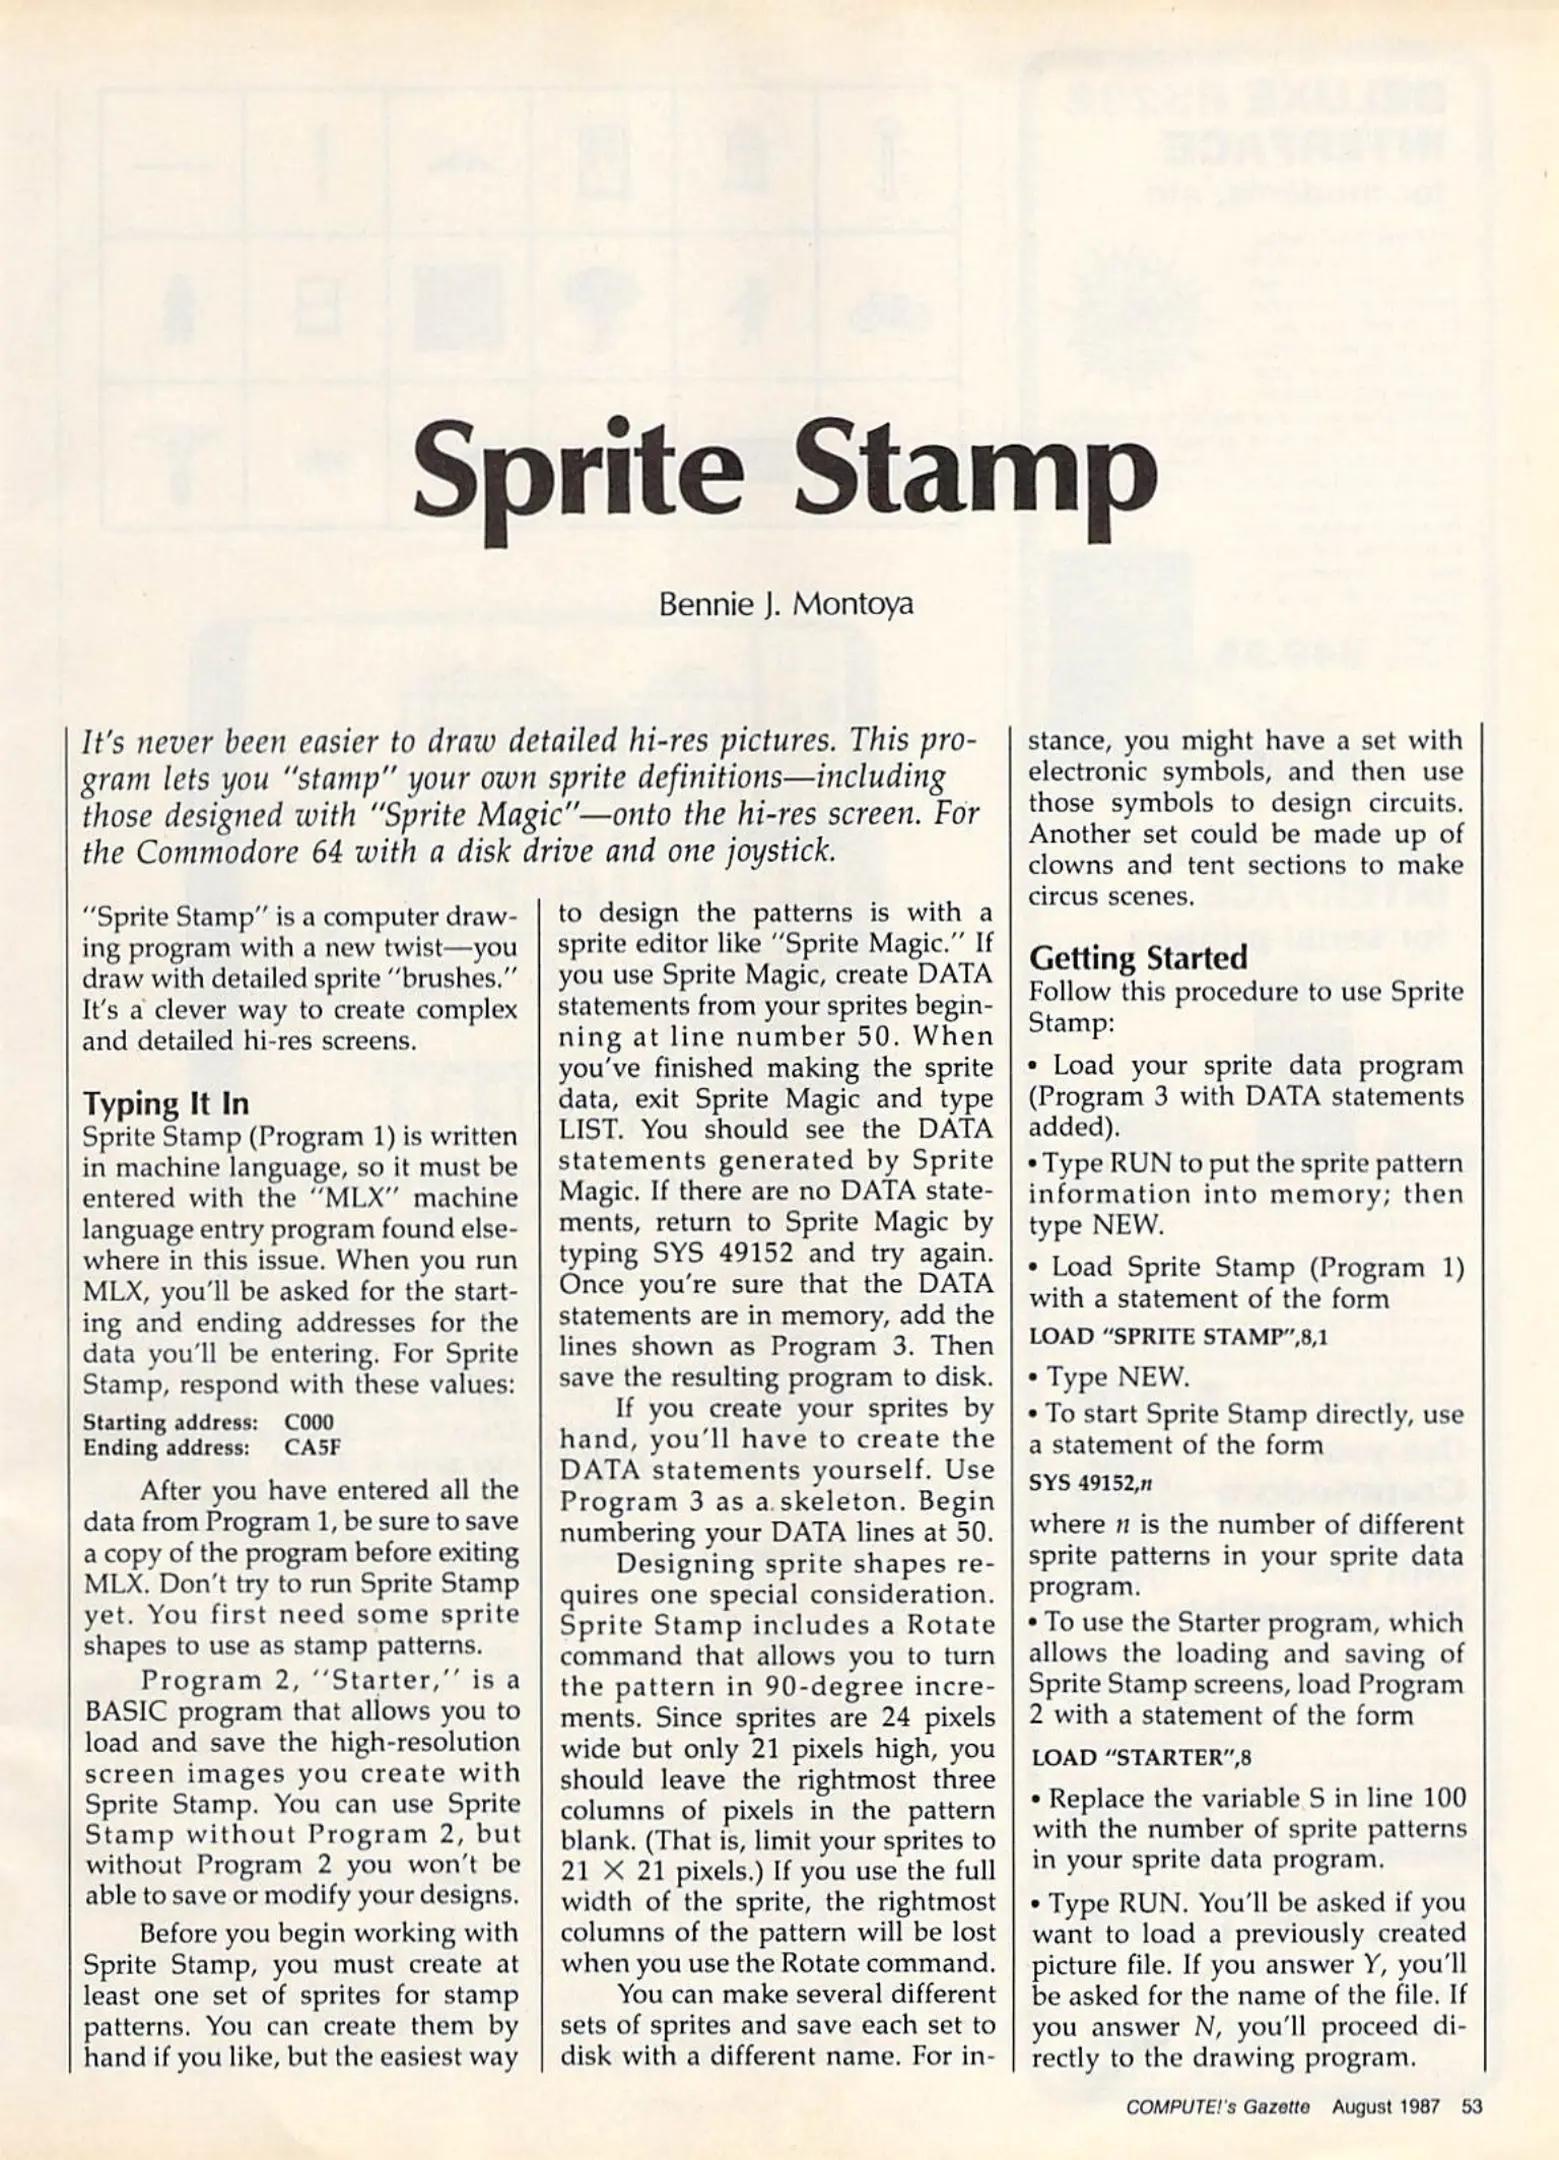 Sprite Stamp
Bennie J. Montoya
It's never been easier to draw detailed hi-res pictures. This pro-
gram lets you "stamp" your own sprite definitions—including
those designed with "Sprite Magic"—onto the hi-res screen. For
the Commodore 64 with a disk drive and one joystick.
"Sprite Stamp" is a computer draw-
ing program with a new twist—you
draw with detailed sprite "brushes."
It's a clever way to create complex
and detailed hi-res screens.
Typing It In
Sprite Stamp (Program 1) is written
in machine language, so it must be
entered with the "MLX" machine
language entry program found else-
where in this issue. When you run
MLX, you'll be asked for the start-
ing and ending addresses for the
data you'll be entering. For Sprite
Stamp, respond with these values:
Starting address: C000
Ending address: CA5F
After you have entered all the
data from Program 1, be sure to save
a copy of the program before exiting
MLX. Don't try to run Sprite Stamp
yet. You first need some sprite
shapes to use as stamp patterns.
Program 2, "Starter," is a
BASIC program that allows you to
load and save the high-resolution
screen images you create with
Sprite Stamp. You can use Sprite
Stamp without Program 2, but
without Program 2 you won't be
able to save or modify your designs.
Before you begin working with
Sprite Stamp, you must create at
least one set of sprites for stamp
patterns. You can create them by
hand if you like, but the easiest way
to design the patterns is with a
sprite editor like "Sprite Magic." If
you use Sprite Magic, create DATA
statements from your sprites begin-
ning at line number 50. When
you've finished making the sprite
data, exit Sprite Magic and type
LIST. You should see the DATA
statements generated by Sprite
Magic. If there are no DATA state-
ments, return to Sprite Magic by
typing SYS 49152 and try again.
Once you're sure that the DATA
statements are in memory, add the
lines shown as Program 3. Then
save the resulting program to disk.
If you create your sprites by
hand, you'll have to create the
DATA statements yourself. Use
Program 3 as a skeleton. Begin
numbering your DATA lines at 50.
Designing sprite shapes re-
quires one special consideration.
Sprite Stamp includes a Rotate
command that allows you to turn
the pattern in 90-degree incre-
ments. Since sprites are 24 pixels
wide but only 21 pixels high, you
should leave the rightmost three
columns of pixels in the pattern
blank. (That is, limit your sprites to
21 × 21 pixels.) If you use the full
width of the sprite, the rightmost
columns of the pattern will be lost
when you use the Rotate command.
You can make several different
sets of sprites and save each set to
disk with a different name. For in-
stance, you might have a set with
electronic symbols, and then use
those symbols to design circuits.
Another set could be made up of
clowns and tent sections to make
circus scenes.
Getting Started
Follow this procedure to use Sprite
Stamp:
• Load your sprite data program
(Program 3 with DATA statements
added).
• Type RUN to put the sprite pattern
information into memory; then
type NEW.
• Load Sprite Stamp (Program 1)
with a statement of the form
LOAD "SPRITE STAMP",8,1
• Type NEW.
• To start Sprite Stamp directly, use
a statement of the form
SYS 49152,n
where n is the number of different
sprite patterns in your sprite data
program.
• To use the Starter program, which
allows the loading and saving of
Sprite Stamp screens, load Program
2 with a statement of the form
LOAD "STARTER",8
• Replace the variable S in line 100
with the number of sprite patterns
in your sprite data program.
• Type RUN. You'll be asked if you
want to load a previously created
picture file. If you answer Y, you'll
be asked for the name of the file. If
you answer N, you'll proceed di-
rectly to the drawing program.
COMPUTE!'s Gazette August 1987 53